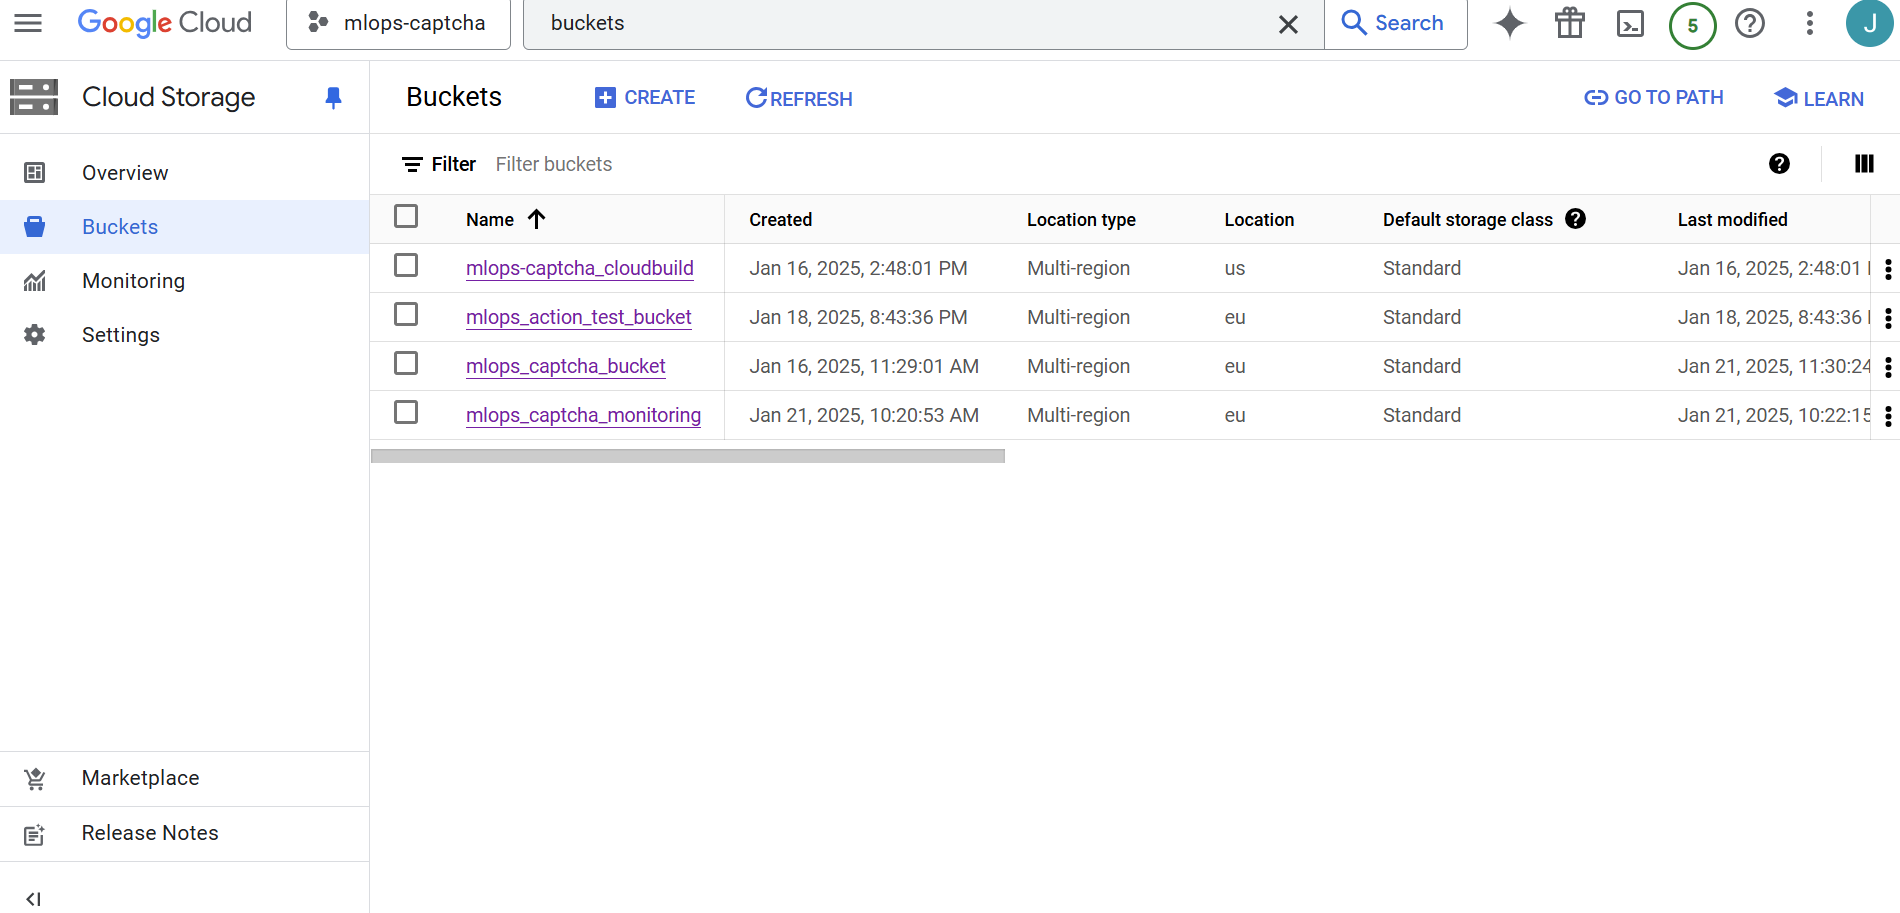 Google Cloud
mlops-captcha
buckets
Search
5
J
Cloud Storage
Buckets
CREATE
REFRESH
GO TO PATH
LEARN
Overview
Buckets
Monitoring
Settings
Filter Filter buckets
Name Created Location type Location Default storage class Last modified
mlops-captcha_cloudbuild Jan 16, 2025, 2:48:01 PM Multi-region us Standard Jan 16, 2025, 2:48:01
mlops_action_test_bucket Jan 18, 2025, 8:43:36 PM Multi-region eu Standard Jan 18, 2025, 8:43:36
mlops_captcha_bucket Jan 16, 2025, 11:29:01 AM Multi-region eu Standard Jan 21, 2025, 11:30:24
mlops_captcha_monitoring Jan 21, 2025, 10:20:53 AM Multi-region eu Standard Jan 21, 2025, 10:22:15
Marketplace
Release Notes